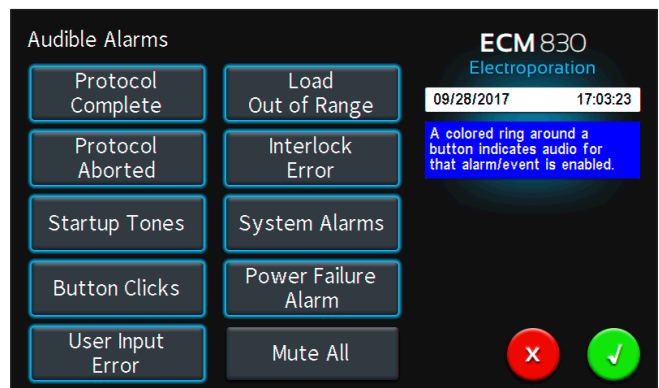 Audible Alarms
Protocol
Complete
Load
Out of Range
Protocol
Aborted
Interlock
Error
Startup Tones
System Alarms
Button Clicks
Power Failure
Alarm
User Input
Error
Mute All
ECM 830
Electroporation
09/28/2017 17:03:23
A colored ring around a
button indicates audio for
that alarm/event is enabled.
X